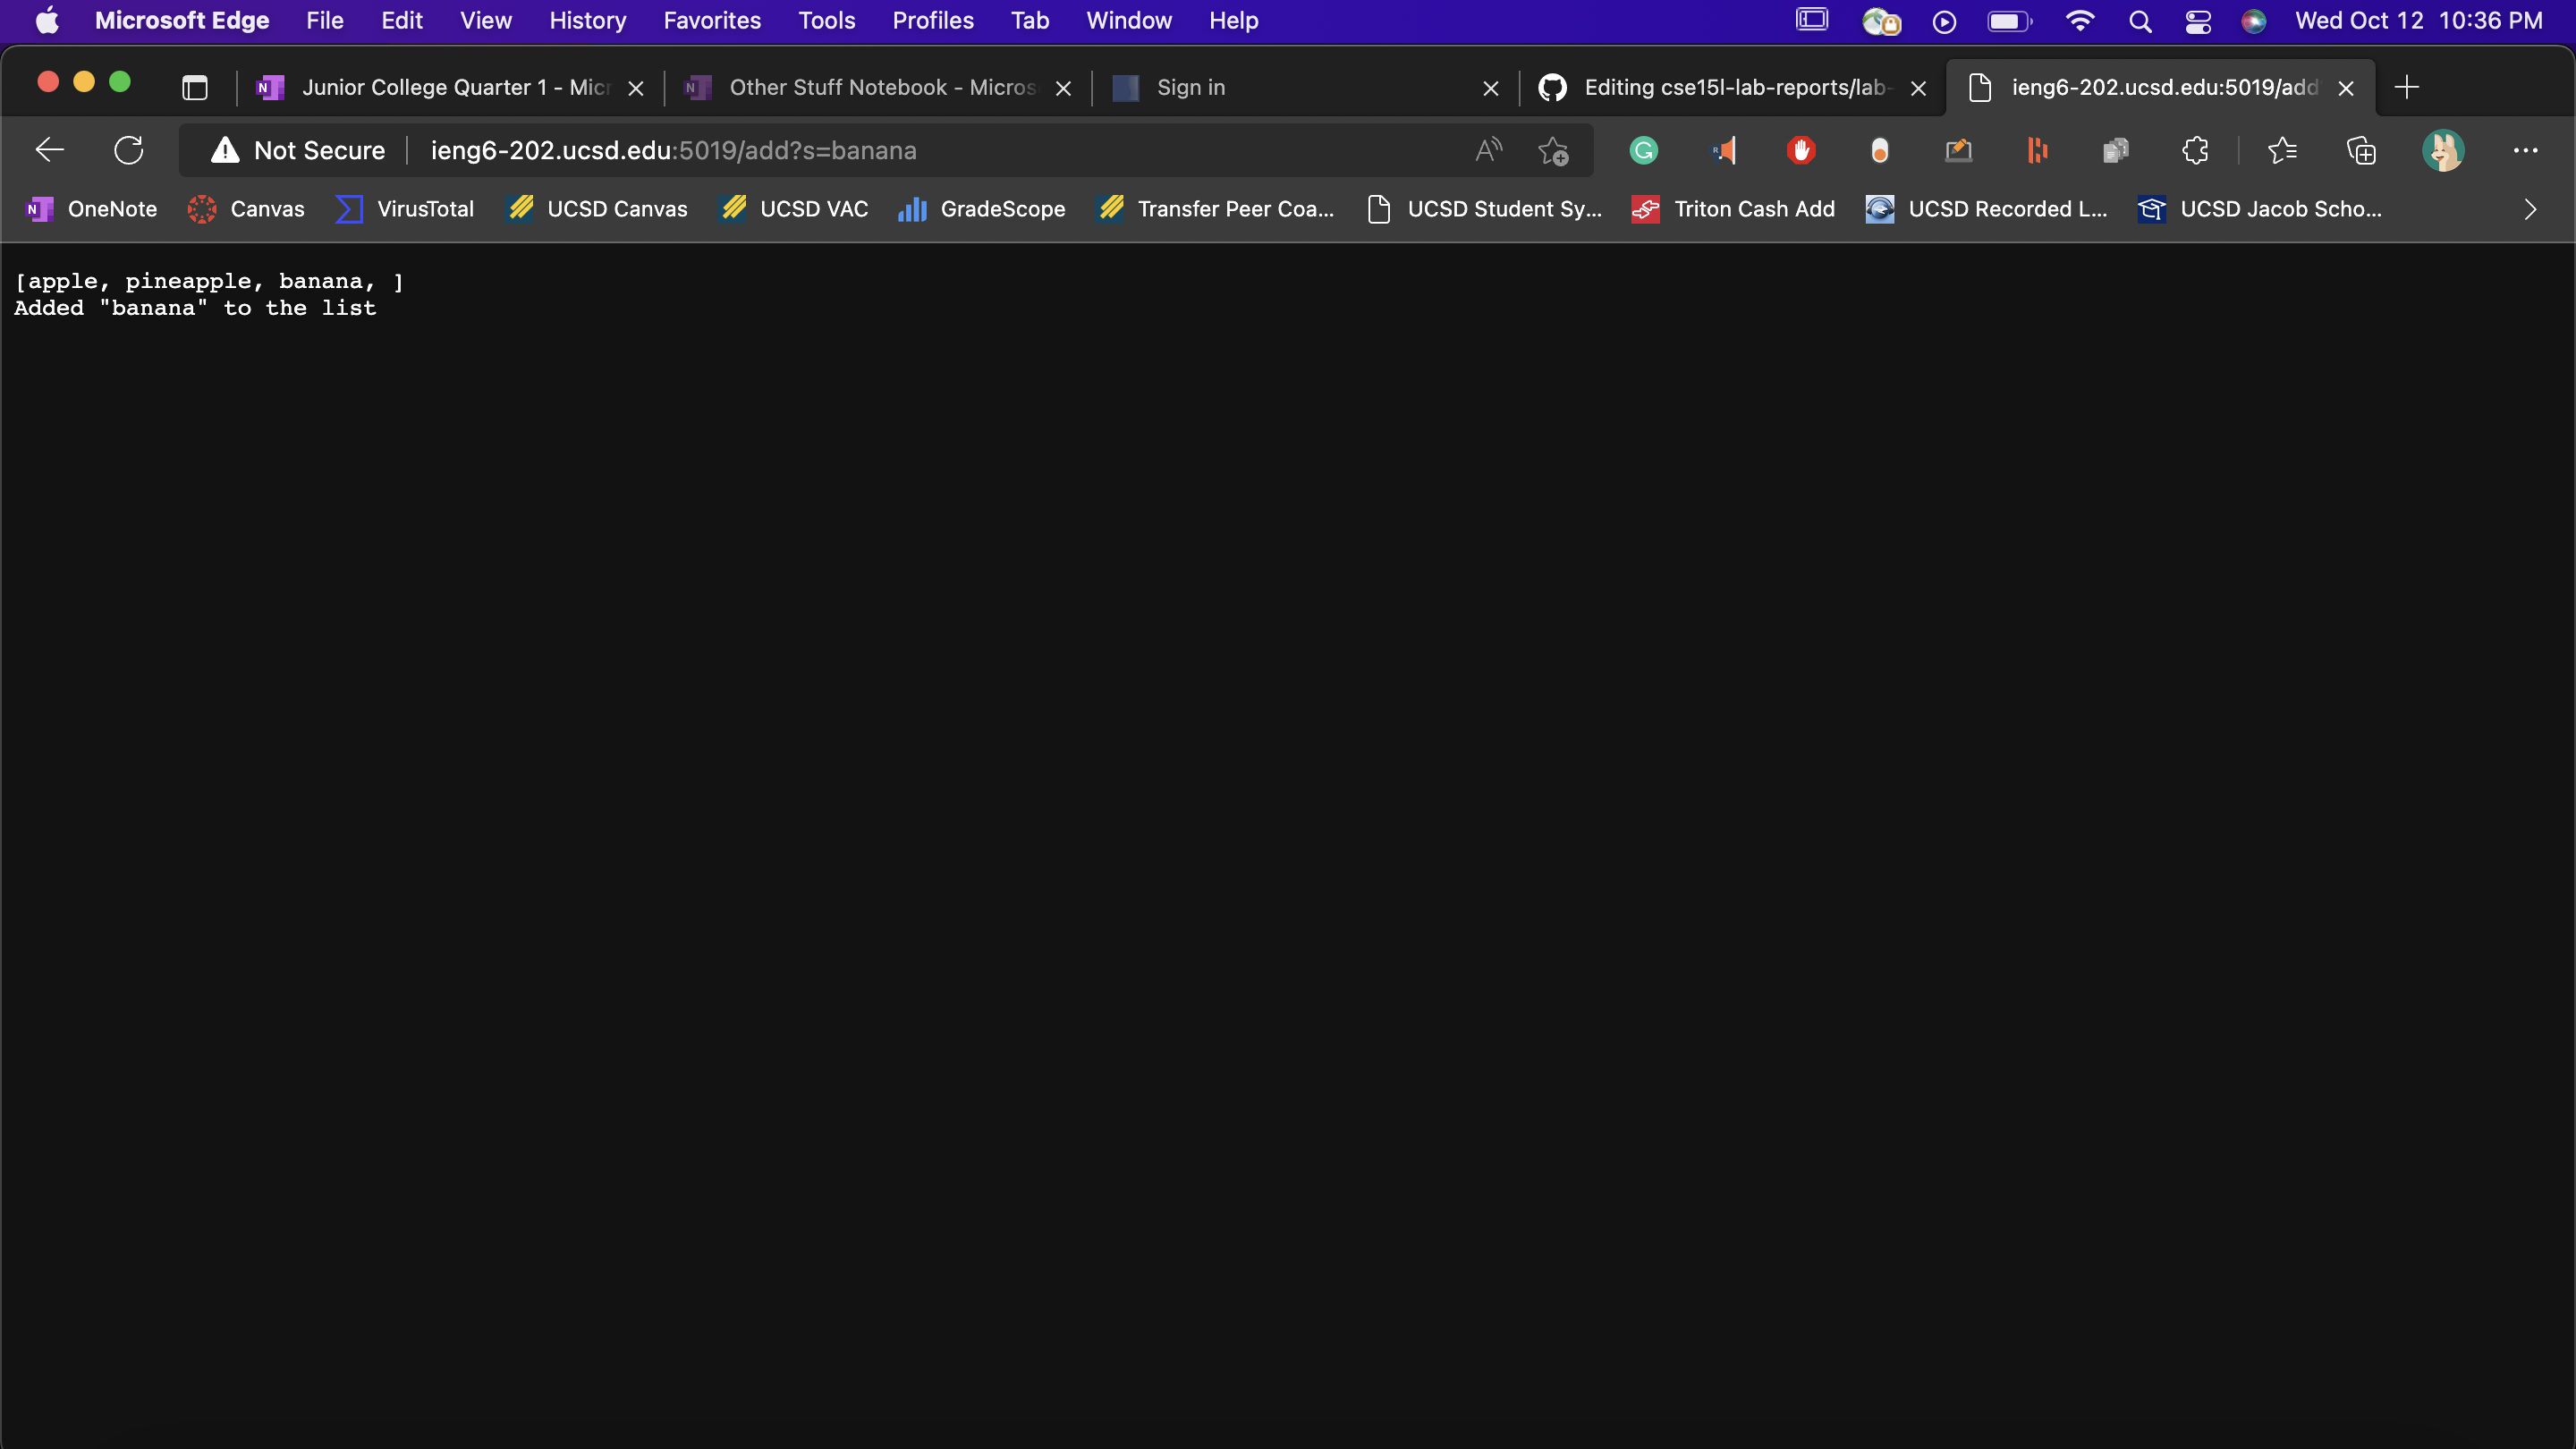 Microsoft Edge File Edit View History Favorites Tools Profiles Tab Window Help Wed Oct 12 10:36 PM
Junior College Quarter 1 - Micr Other Stuff Notebook - Micros Sign in Editing cse15l-lab-reports/lab- ieng6-202.ucsd.edu:5019/add
Not Secure ieng6-202.ucsd.edu:5019/add?s=banana
OneNote Canvas VirusTotal UCSD Canvas UCSD VAC GradeScope Transfer Peer Coa... UCSD Student Sy... Triton Cash Add UCSD Recorded L... UCSD Jacob Scho...
[apple, pineapple, banana, ]
Added "banana" to the list